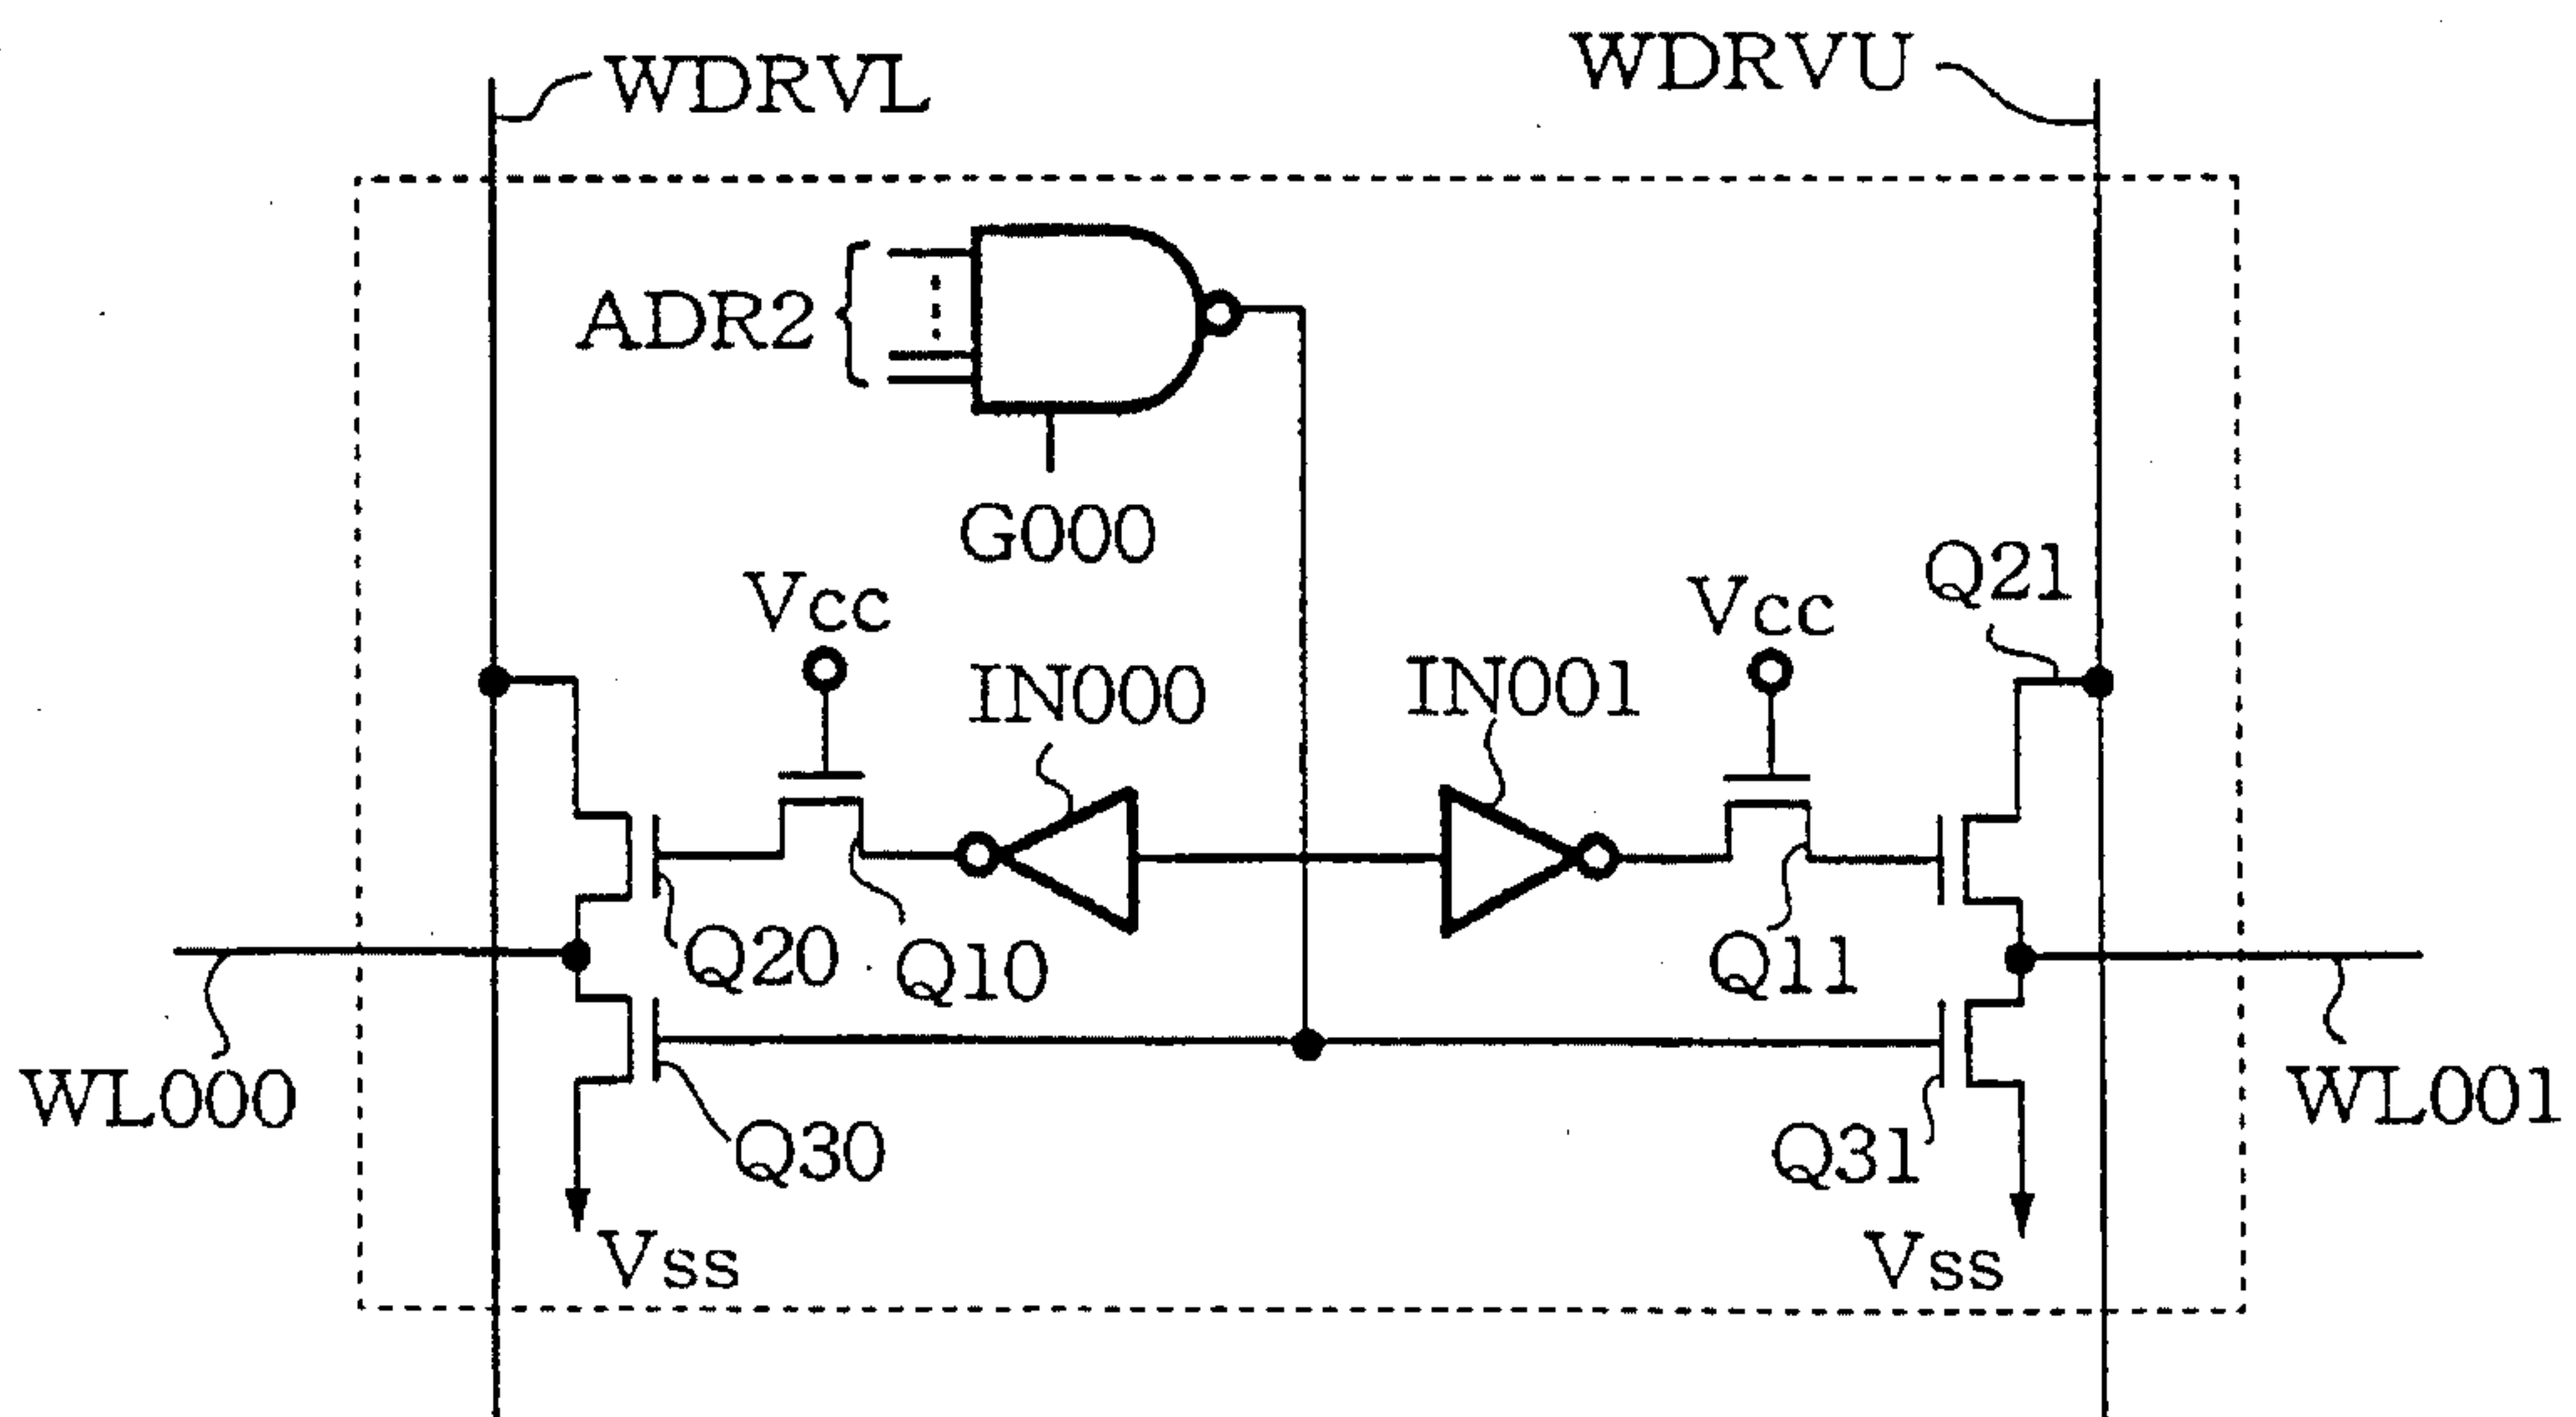 WDRVL
WDRVU
ADR2
G000
Q21
Vcc
Vcc
IN000
IN001
Q20
Q10
Q11
WL000
WL001
Q30
Q31
Vss
Vss